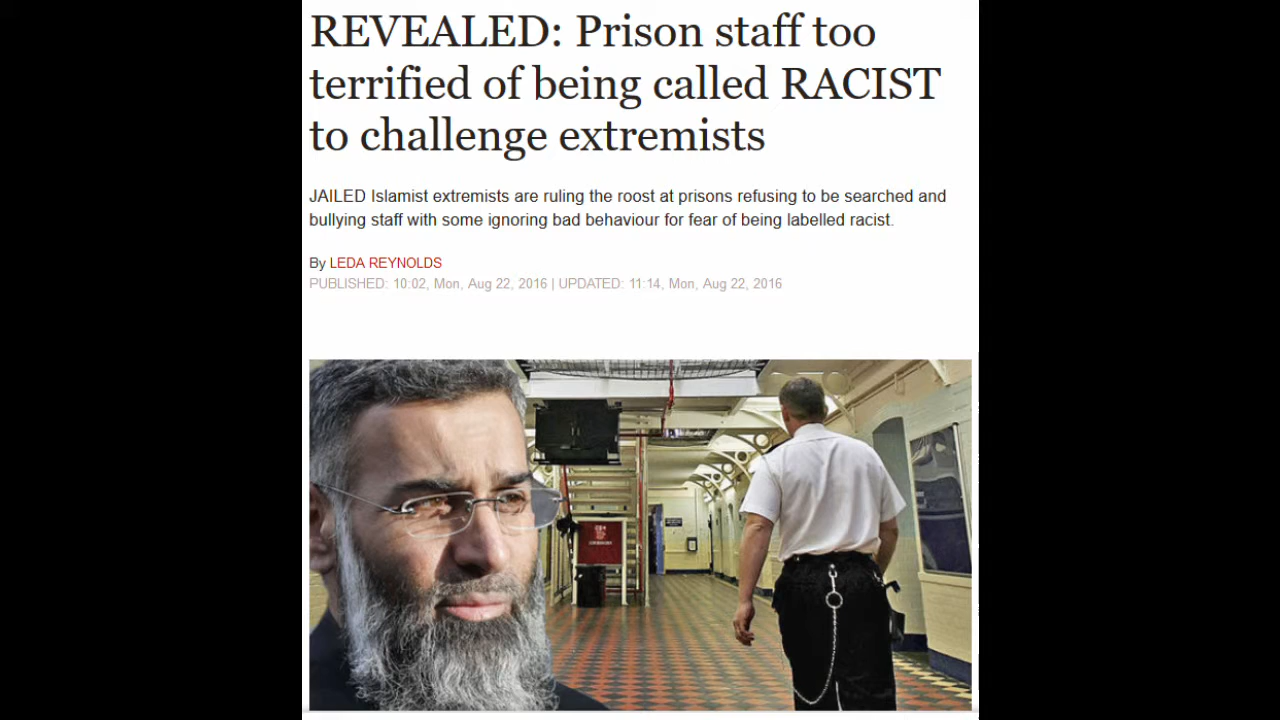 REVEALED: Prison staff too
terrified of being called RACIST
to challenge extremists
JAILED Islamist extremists are ruling the roost at prisons refusing to be searched and
bullying staff with some ignoring bad behaviour for fear of being labelled racist.
By LEDA REYNOLDS
PUBLISHED: 10:02, Mon, Aug 22, 2016 | UPDATED: 11:14, Mon, Aug 22, 2016